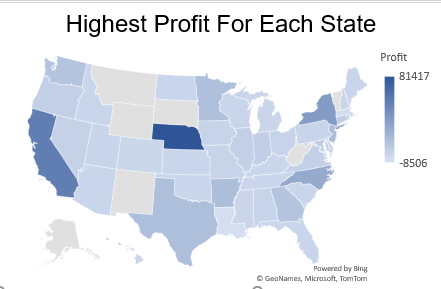 Highest Profit For Each State
Profit
81417
-8506
Powered by Bing
© GeoNames, Microsoft, TomTom